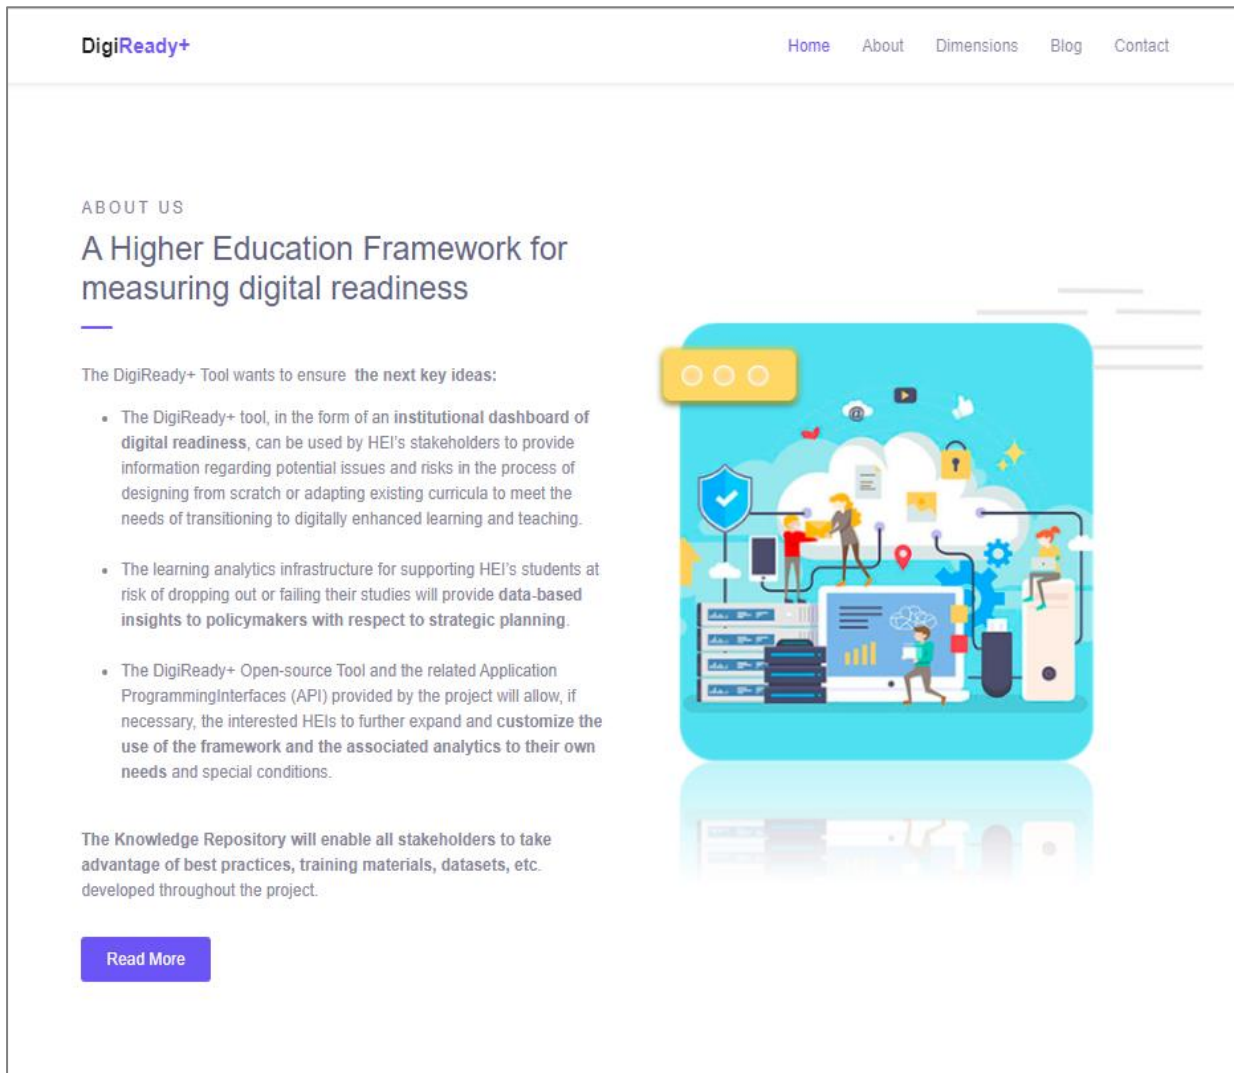 DigiReady+
Home About Dimensions Blog Contact
ABOUT US
A Higher Education Framework for
measuring digital readiness
The DigiReady+ Tool wants to ensure the next key ideas:
• The DigiReady+ tool, in the form of an institutional dashboard of
digital readiness, can be used by HEI's stakeholders to provide
information regarding potential issues and risks in the process of
designing from scratch or adapting existing curricula to meet the
needs of transitioning to digitally enhanced learning and teaching.
• The learning analytics infrastructure for supporting HEI's students at
risk of dropping out or failing their studies will provide data-based
insights to policymakers with respect to strategic planning.
• The DigiReady+ Open-source Tool and the related Application
ProgrammingInterfaces (API) provided by the project will allow, if
necessary, the interested HEIs to further expand and customize the
use of the framework and the associated analytics to their own
needs and special conditions.
The Knowledge Repository will enable all stakeholders to take
advantage of best practices, training materials, datasets, etc.
developed throughout the project.
Read More
@